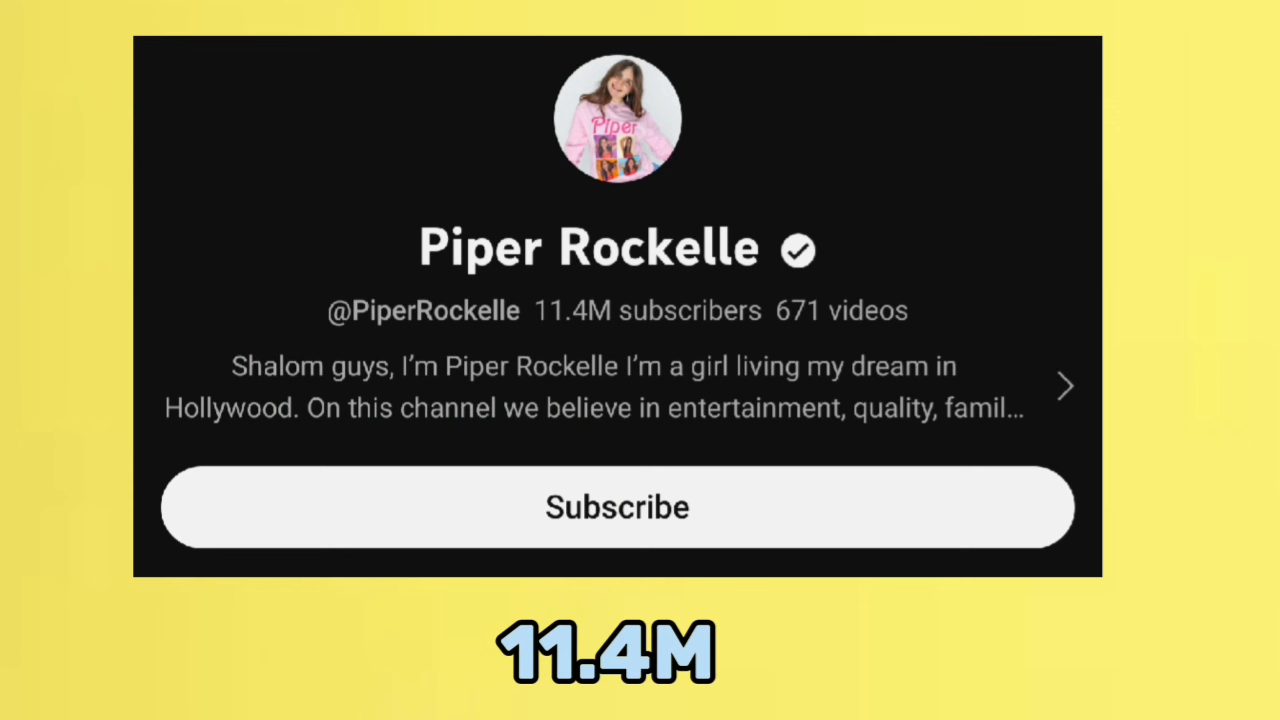 Piper
Piper Rockelle
@PiperRockelle 11.4M subscribers 671 videos
Shalom guys, I'm Piper Rockelle I'm a girl living my dream in
Hollywood. On this channel we believe in entertainment, quality, famil...
Subscribe
11.4M